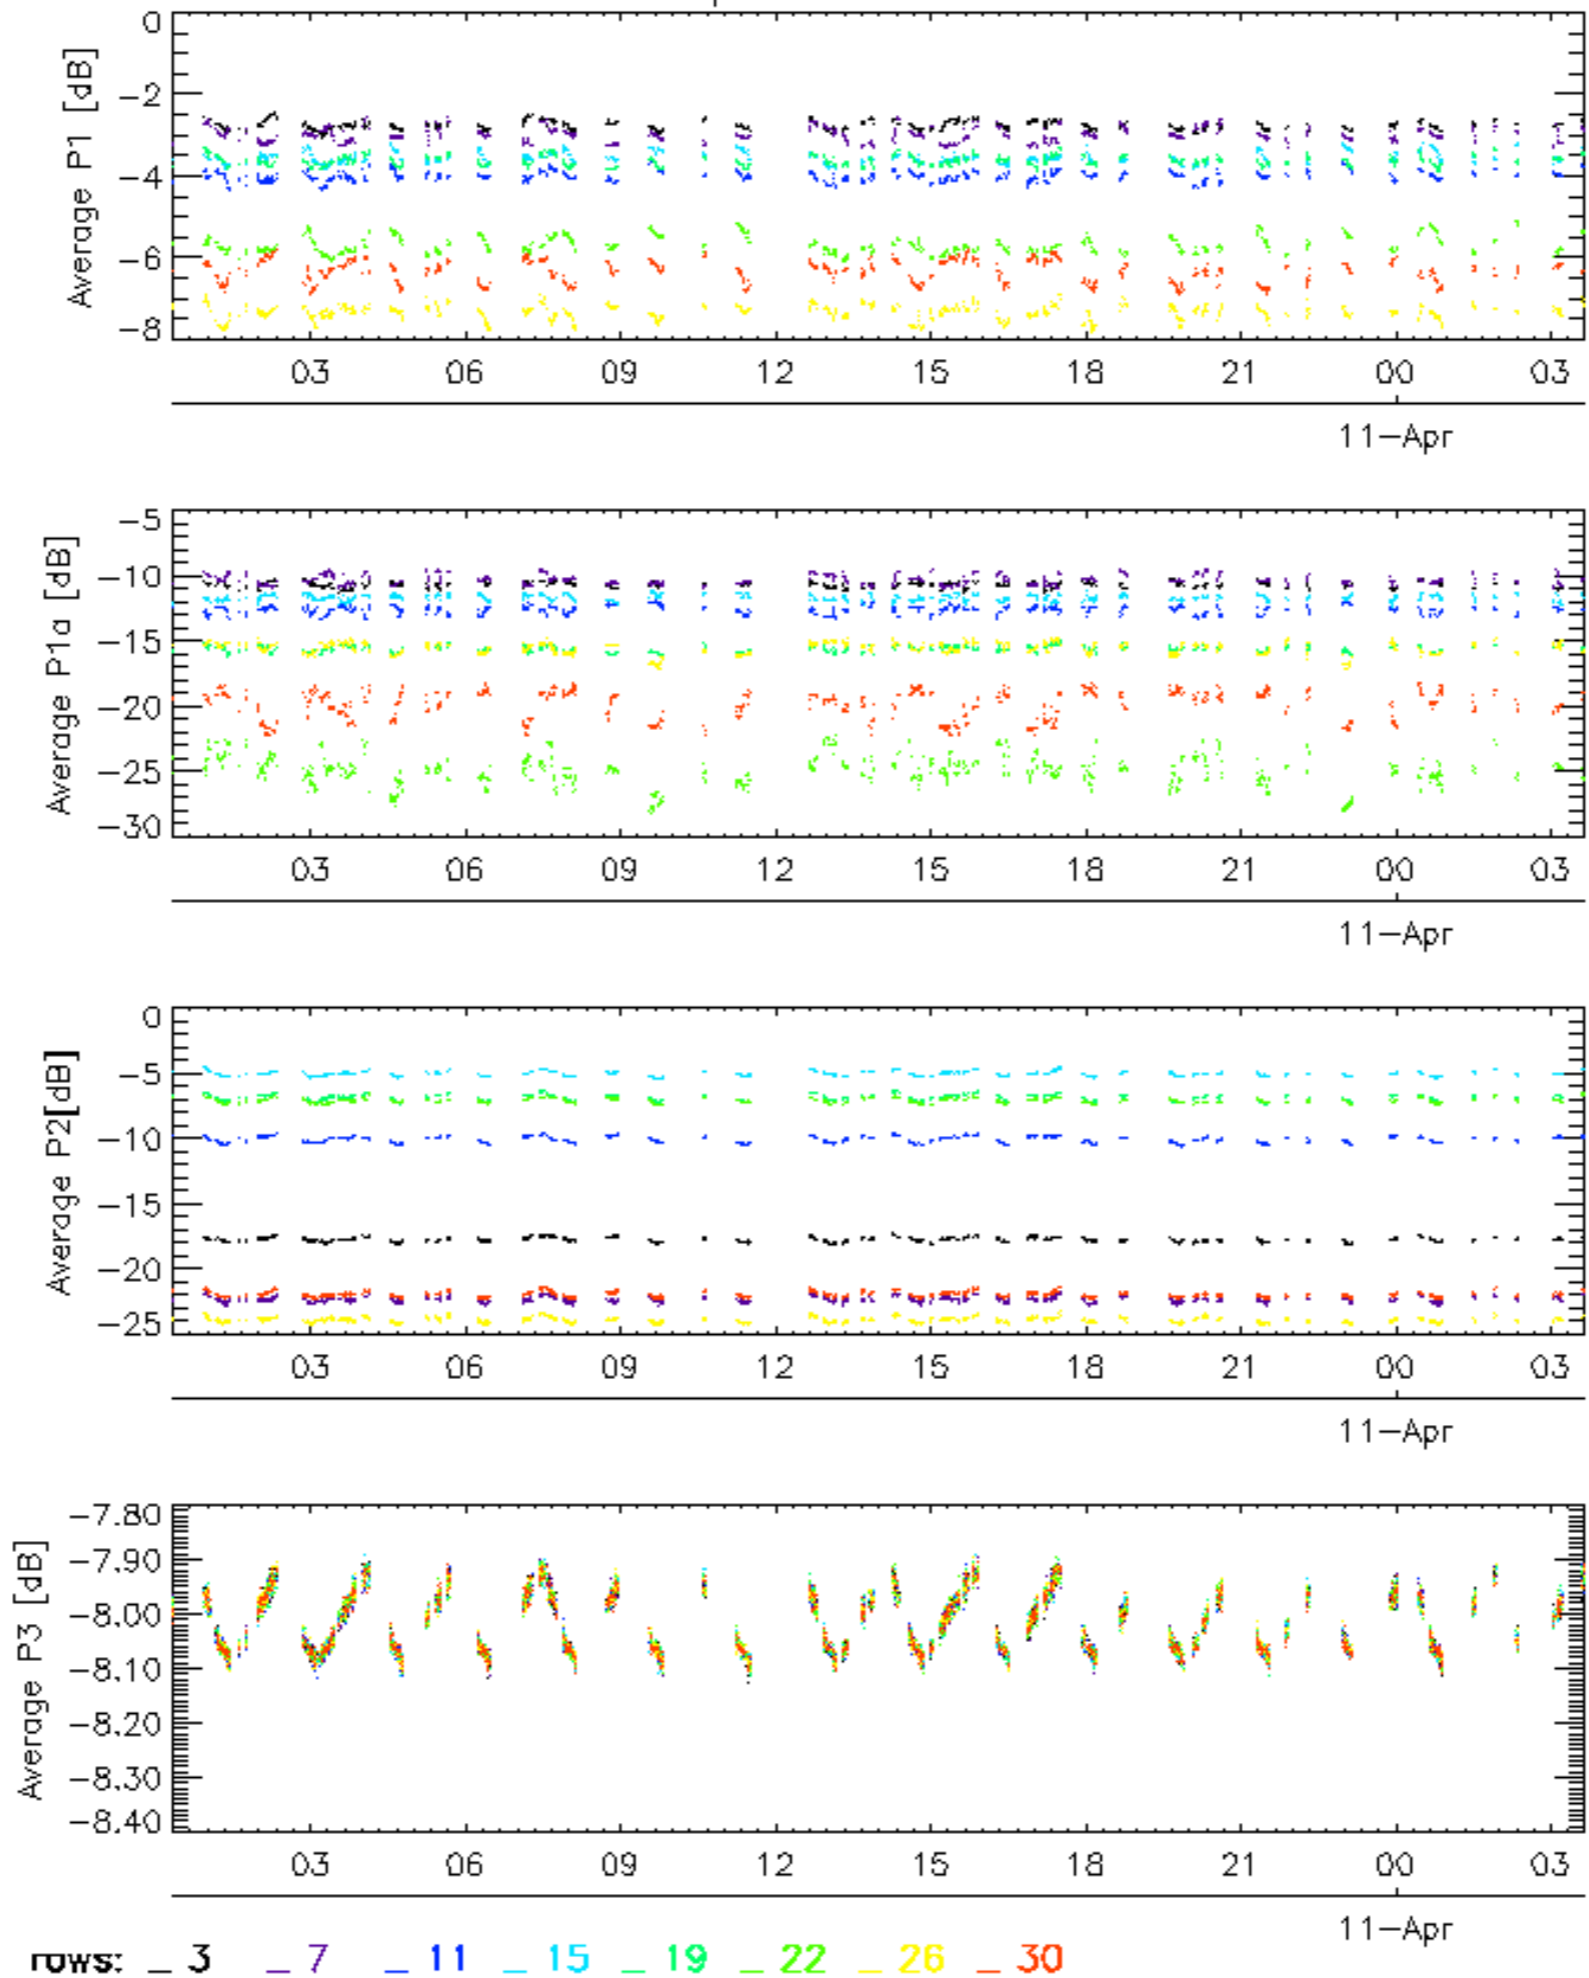 0
-2
-4
-6
-8
Average P1 [dB]
03 06 09 12 15 18 21 00 03
11-Apr
-5
-10
-15
-20
-25
-30
Average P1a [dB]
03 06 09 12 15 18 21 00 03
11-Apr
0
-5
-10
-15
-20
-25
Average P2[dB]
03 06 09 12 15 18 21 00 03
11-Apr
-7.80
-7.90
-8.00
-8.10
-8.20
-8.30
-8.40
Average P3 [dB]
03 06 09 12 15 18 21 00 03
11-Apr
rows: _ 3 _ 7 _ 11 _ 15 _ 19 _ 22 _ 26 _ 30